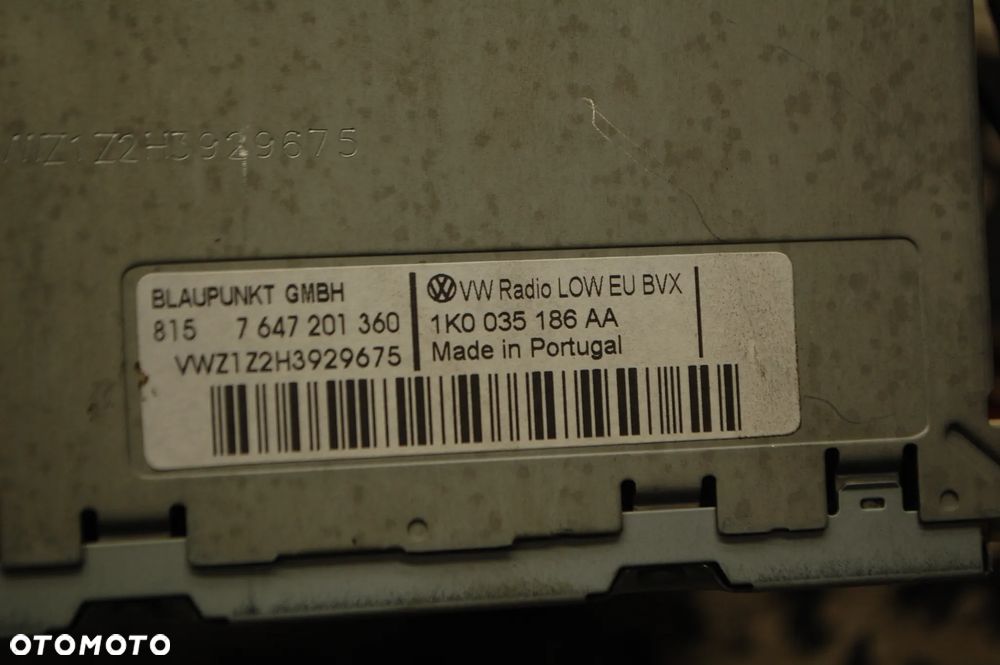 VWZ1Z2H3929675
BLAUPUNKT GMBH
815 7 647 201 360
VWZ1Z2H3929675
VW Radio LOW EU BVX
1K0 035 186 AA
Made in Portugal
OTOMOTO